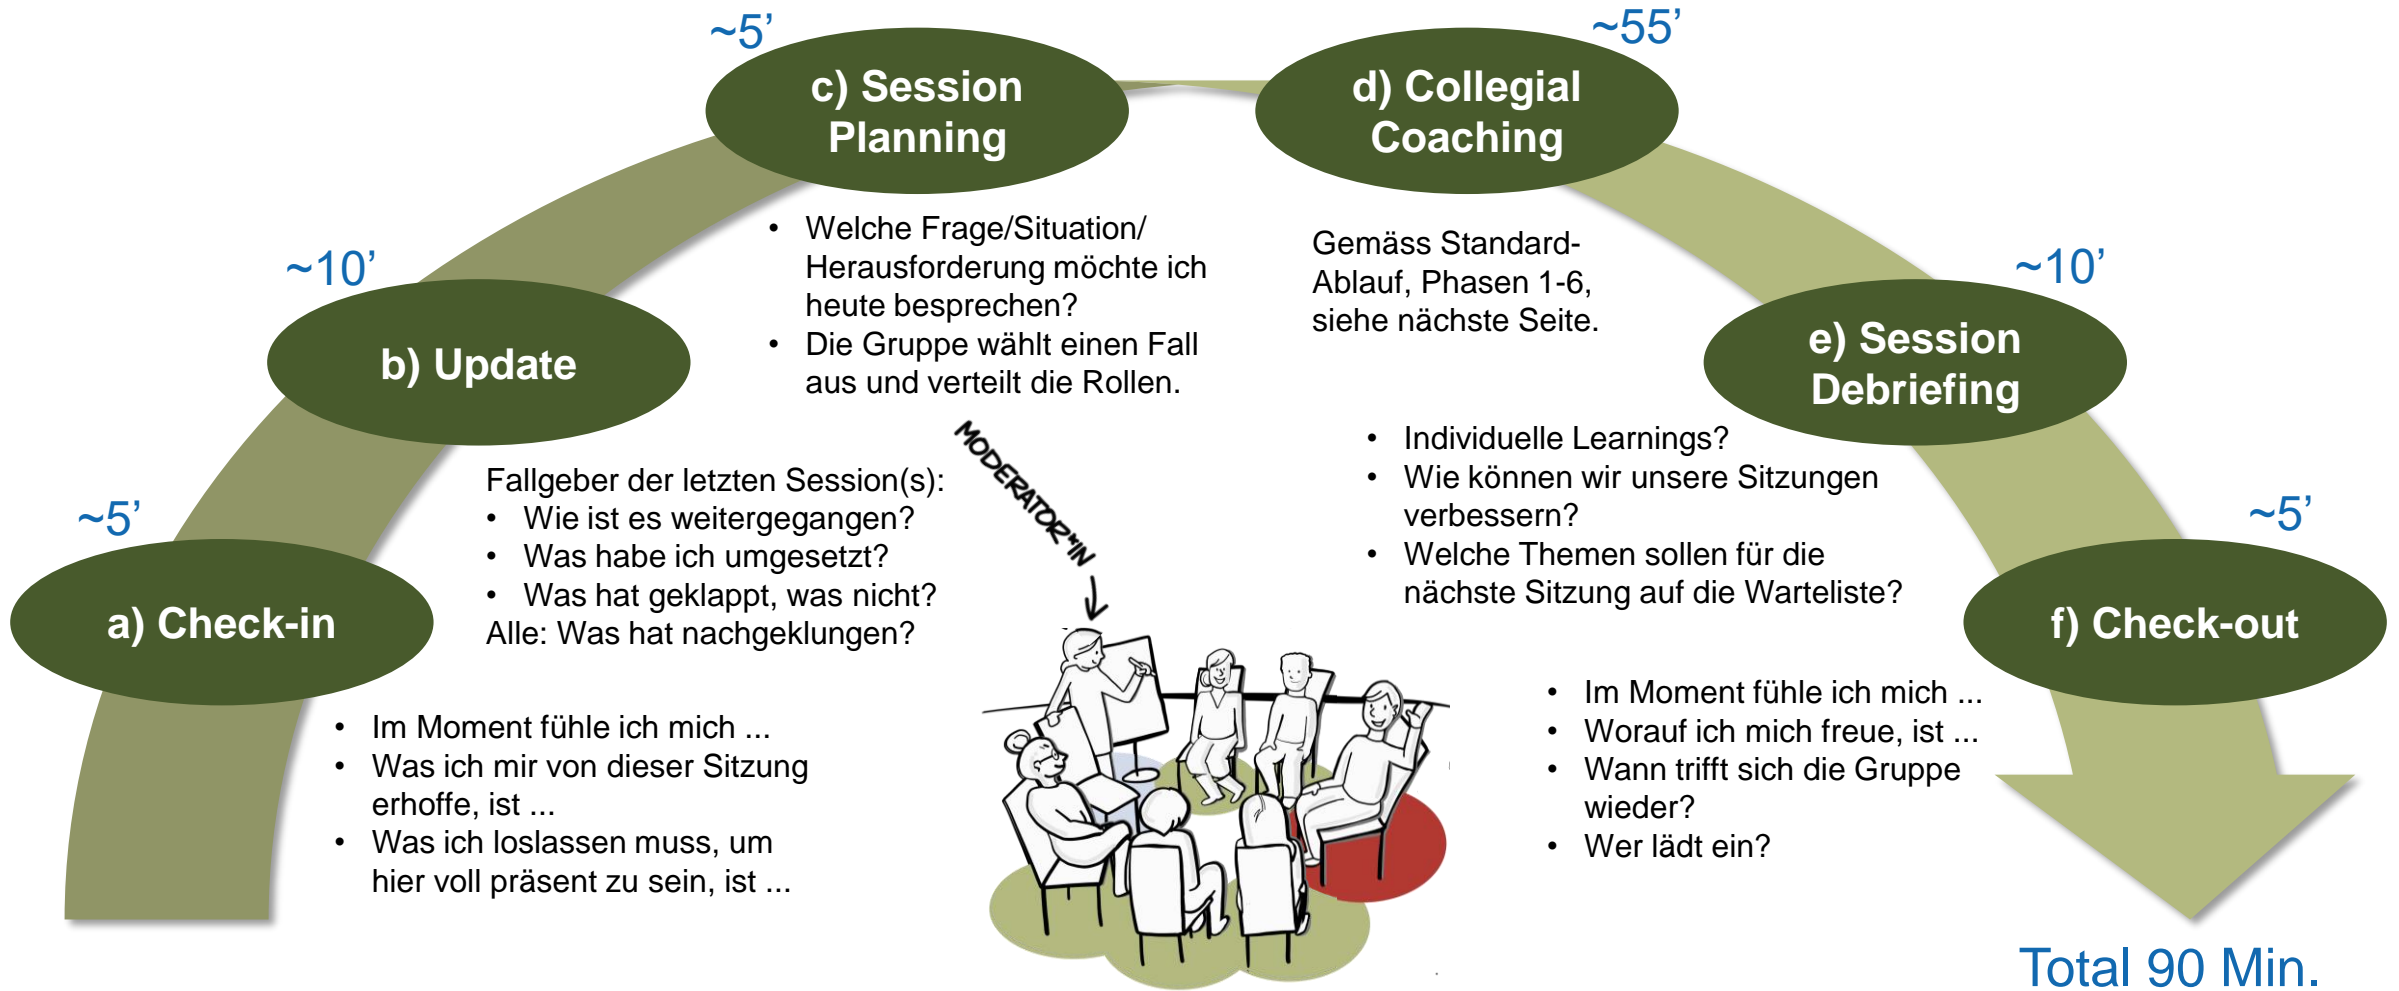 ~5’
a) Check-in
• Im Moment fühle ich mich ...
• Was ich mir von dieser Sitzung
erhoffe, ist ...
• Was ich loslassen muss, um
hier voll präsent zu sein, ist ...
~10’
b) Update
Fallgeber der letzten Session(s):
• Wie ist es weitergegangen?
• Was habe ich umgesetzt?
• Was hat geklappt, was nicht?
Alle: Was hat nachgeklungen?
~5’
c) Session
Planning
• Welche Frage/Situation/
Herausforderung möchte ich
heute besprechen?
• Die Gruppe wählt einen Fall
aus und verteilt die Rollen.
MODERATOR*IN
~55’
d) Collegial
Coaching
Gemäss Standard-
Ablauf, Phasen 1-6,
siehe nächste Seite.
~10’
e) Session
Debriefing
• Individuelle Learnings?
• Wie können wir unsere Sitzungen
verbessern?
• Welche Themen sollen für die
nächste Sitzung auf die Warteliste?
~5’
f) Check-out
• Im Moment fühle ich mich ...
• Worauf ich mich freue, ist ...
• Wann trifft sich die Gruppe
wieder?
• Wer lädt ein?
Total 90 Min.